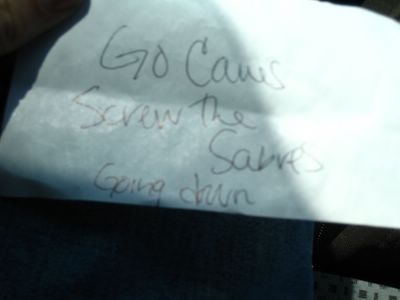 Go Canes
Screw the
Sabres
Going down